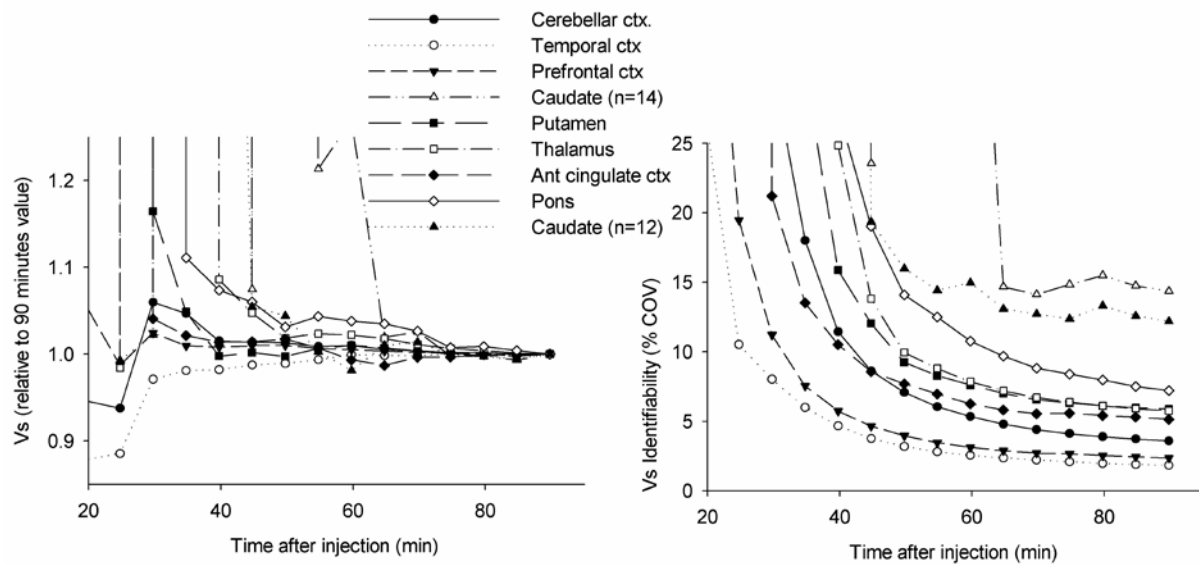 Cerebellar ctx.
Temporal ctx
Prefrontal ctx
Caudate (n=14)
Putamen
Thalamus
Ant cingulate ctx
Pons
Caudate (n=12)
Vs (relative to 90 minutes value)
1.2
1.1
1.0
0.9
20 40 60 80
Time after injection (min)
Vs Identifiability (% COV)
25
20
15
10
5
0
20 40 60 80
Time after injection (min)